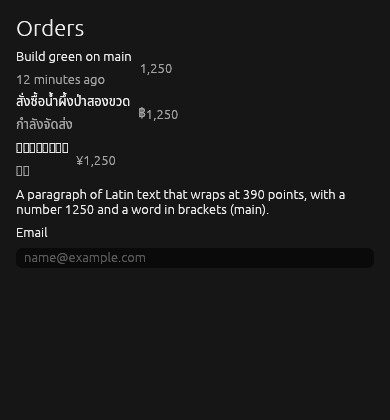 Orders
Build green on main
1,250
12 minutes ago
สั่งซื้อน้ำผึ้งป่าสองขวด
฿1,250
กำลังจัดส่ง
¥1,250
A paragraph of Latin text that wraps at 390 points, with a
number 1250 and a word in brackets (main).
Email
name@example.com